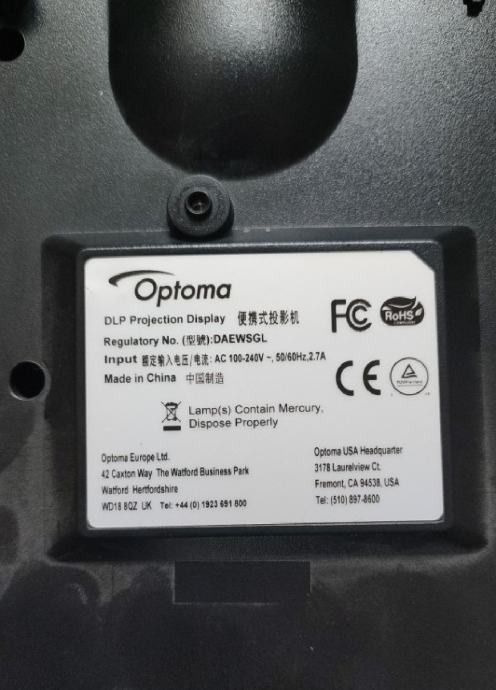 Optoma
DLP Projection Display 便携式投影机
Regulatory No. (型號):DAEWSGL
Input 额定输入电压/电流: AC 100-240V ~, 50/60Hz, 2.7A
Made in China 中国制造
FC RoHS
CE
Lamp(s) Contain Mercury,
Dispose Properly
Optoma Europe Ltd.
42 Caxton Way The Watford Business Park
Watford Hertfordshire
WD18 8QZ UK Tel: +44 (0) 1923 691 800
Optoma USA Headquarter
3178 Laurelview Ct.
Fremont, CA 94538, USA
Tel: (510) 897-8600